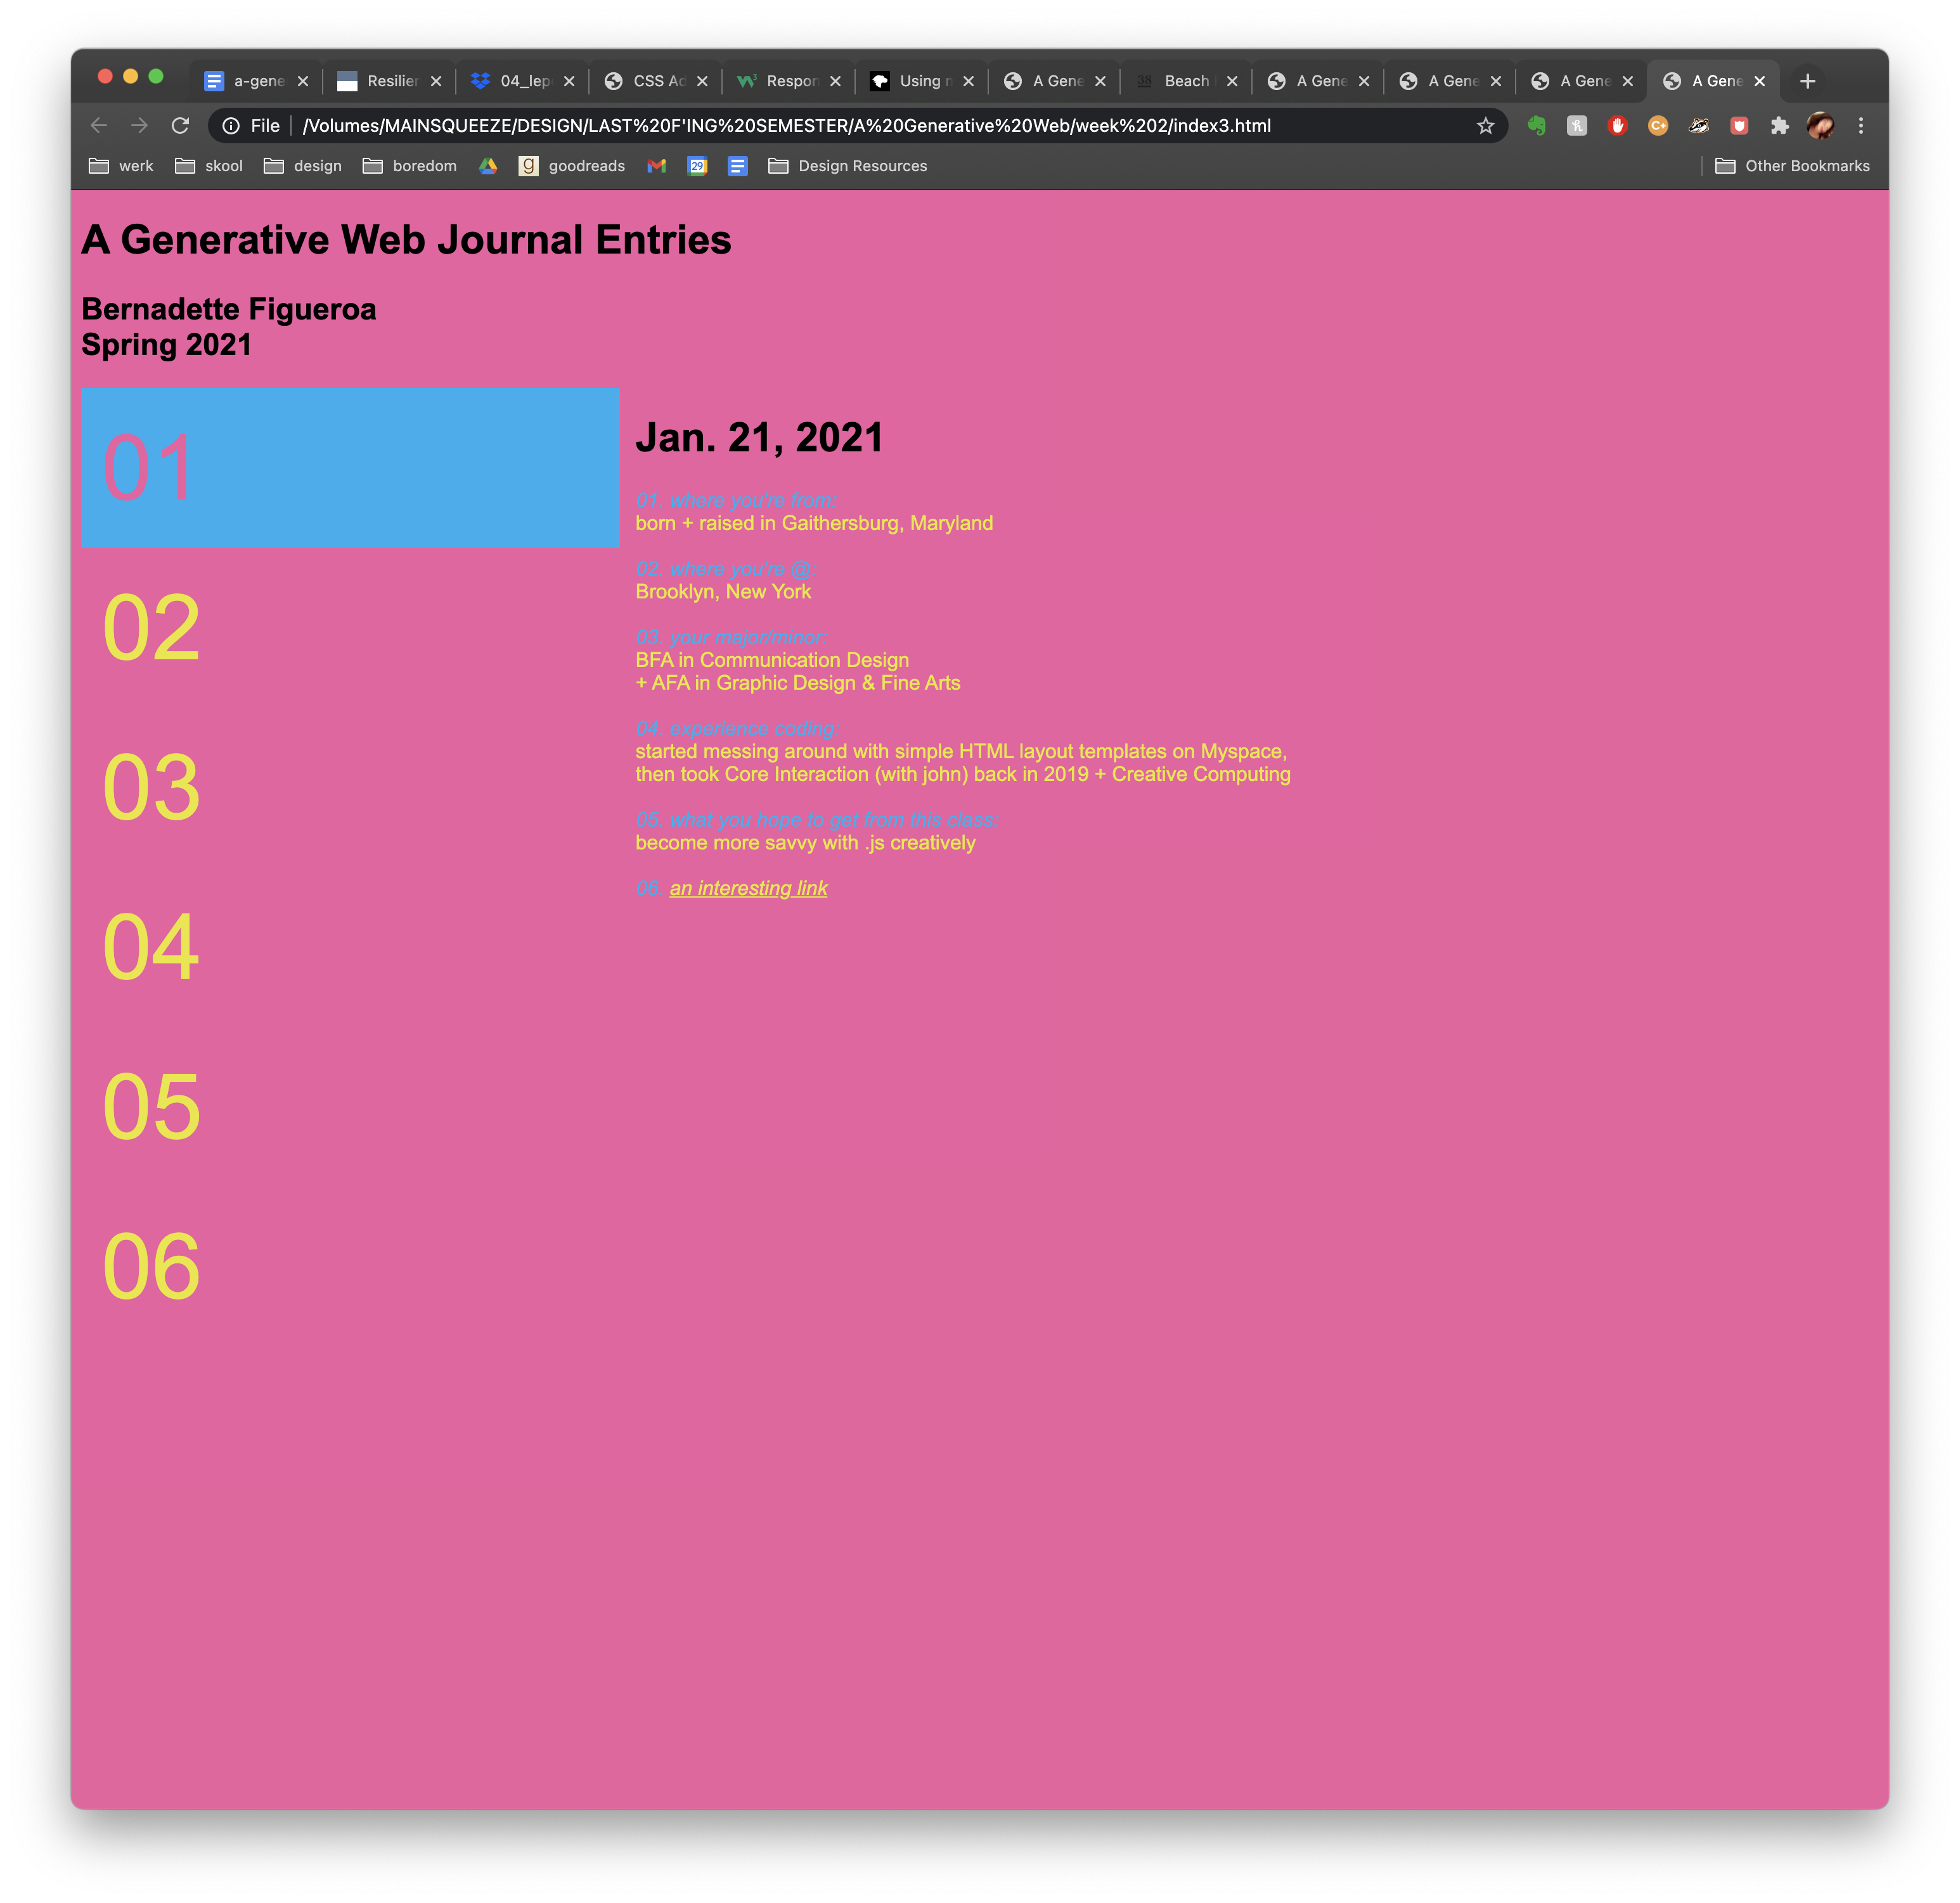 a-gene
Resilier
04_lep
CSS Ad
Respon
Using
A Gene
38
Beach
A Gene
A Gene
A Gene
A Gene
File
/Volumes/MAINSQUEEZE/DESIGN/LAST%20F'ING%20SEMESTER/A%20Generative%20Web/week%202/index3.html
werk
skool
design
boredom
g
goodreads
29
Design Resources
Other Bookmarks
A Generative Web Journal Entries
Bernadette Figueroa
Spring 2021
01
02
03
04
05
06
Jan. 21, 2021
01. where you're from:
born + raised in Gaithersburg, Maryland
02. where you're @:
Brooklyn, New York
03. your major/minor:
BFA in Communication Design
+ AFA in Graphic Design & Fine Arts
04. experience coding:
started messing around with simple HTML layout templates on Myspace,
then took Core Interaction (with john) back in 2019 + Creative Computing
05. what you hope to get from this class:
become more savvy with .js creatively
06. an interesting link